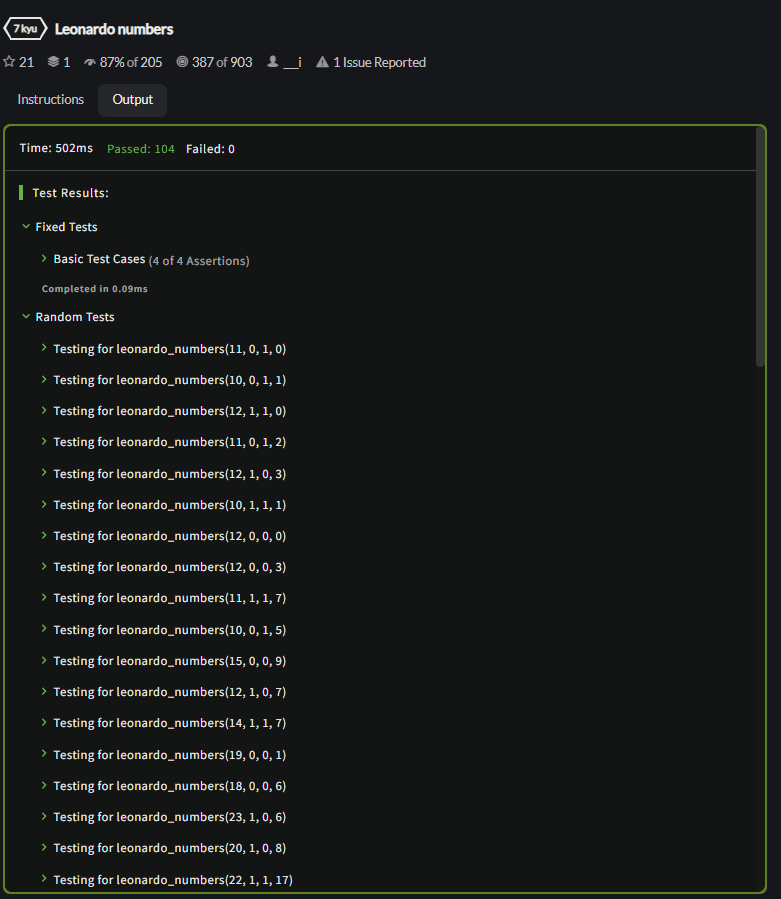 7 kyu Leonardo numbers
21 1 87% of 205 387 of 903 __i 1 Issue Reported
Instructions Output
Time: 502ms Passed: 104 Failed: 0
Test Results:
Fixed Tests
Basic Test Cases (4 of 4 Assertions)
Completed in 0.09ms
Random Tests
Testing for leonardo_numbers(11, 0, 1, 0)
Testing for leonardo_numbers(10, 0, 1, 1)
Testing for leonardo_numbers(12, 1, 1, 0)
Testing for leonardo_numbers(11, 0, 1, 2)
Testing for leonardo_numbers(12, 1, 0, 3)
Testing for leonardo_numbers(10, 1, 1, 1)
Testing for leonardo_numbers(12, 0, 0, 0)
Testing for leonardo_numbers(12, 0, 0, 3)
Testing for leonardo_numbers(11, 1, 1, 7)
Testing for leonardo_numbers(10, 0, 1, 5)
Testing for leonardo_numbers(15, 0, 0, 9)
Testing for leonardo_numbers(12, 1, 0, 7)
Testing for leonardo_numbers(14, 1, 1, 7)
Testing for leonardo_numbers(19, 0, 0, 1)
Testing for leonardo_numbers(18, 0, 0, 6)
Testing for leonardo_numbers(23, 1, 0, 6)
Testing for leonardo_numbers(20, 1, 0, 8)
Testing for leonardo_numbers(22, 1, 1, 17)